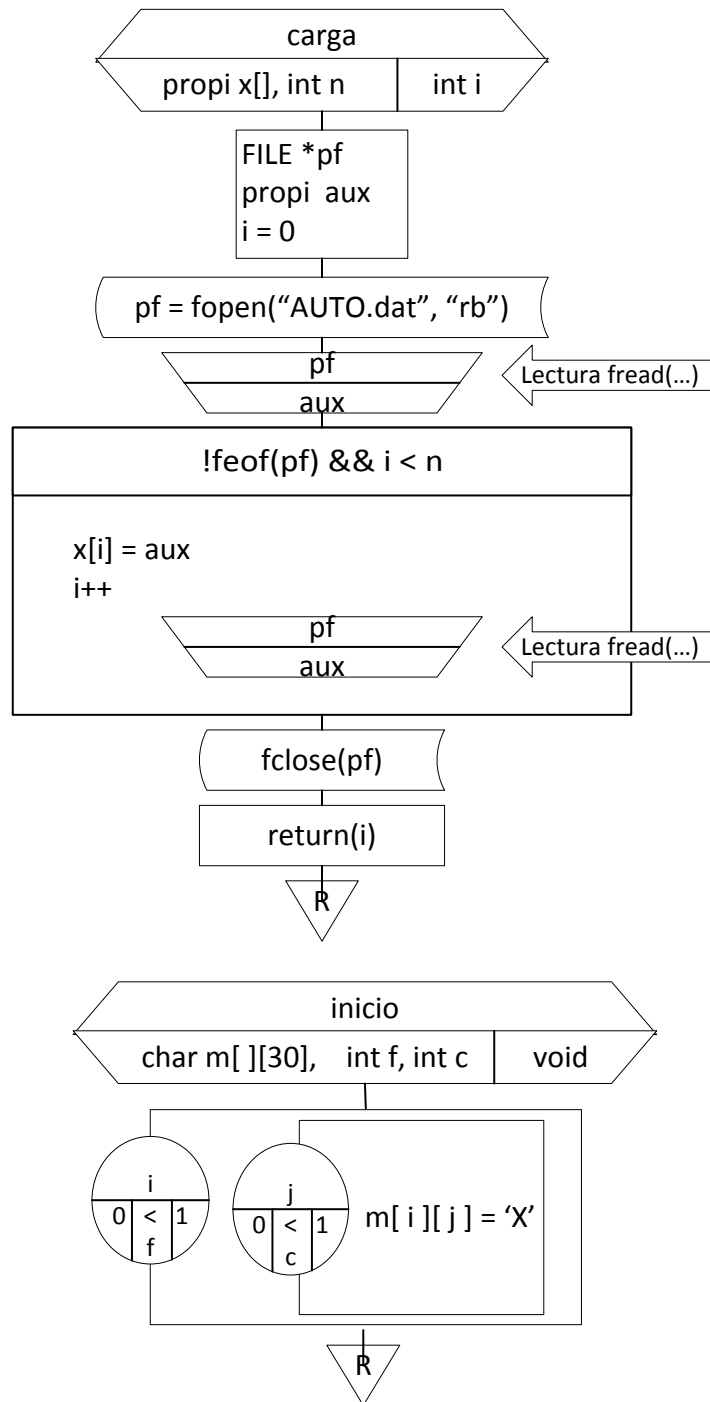 carga
propi x[], int n int i
FILE *pf
propi aux
i = 0
pf = fopen(“AUTO.dat”, “rb”)
pf
Lectura fread(...)
aux
!feof(pf) && i < n
x[i] = aux
i++
pf
Lectura fread(...)
aux
fclose(pf)
return(i)
R
inicio
char m[ ][30], int f, int c void
i
0 < 1
f
j
0 < 1
c
m[ i ][ j ] = ‘X’
R